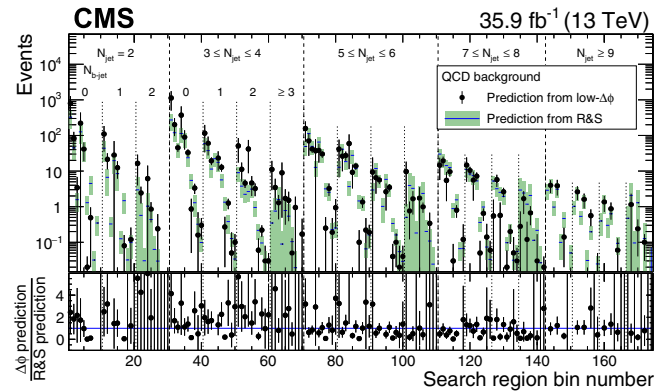 CMS
35.9 fb⁻¹ (13 TeV)
Events
N_jet = 2
3 ≤ N_jet ≤ 4
5 ≤ N_jet ≤ 6
7 ≤ N_jet ≤ 8
N_jet ≥ 9
N_b-jet
0 1 2 0 1 2 ≥ 3
QCD background
Prediction from low-Δϕ
Prediction from R&S
10⁴
10³
10²
10
1
10⁻¹
Δϕ prediction
R&S prediction
4
2
0
20 40 60 80 100 120 140 160
Search region bin number